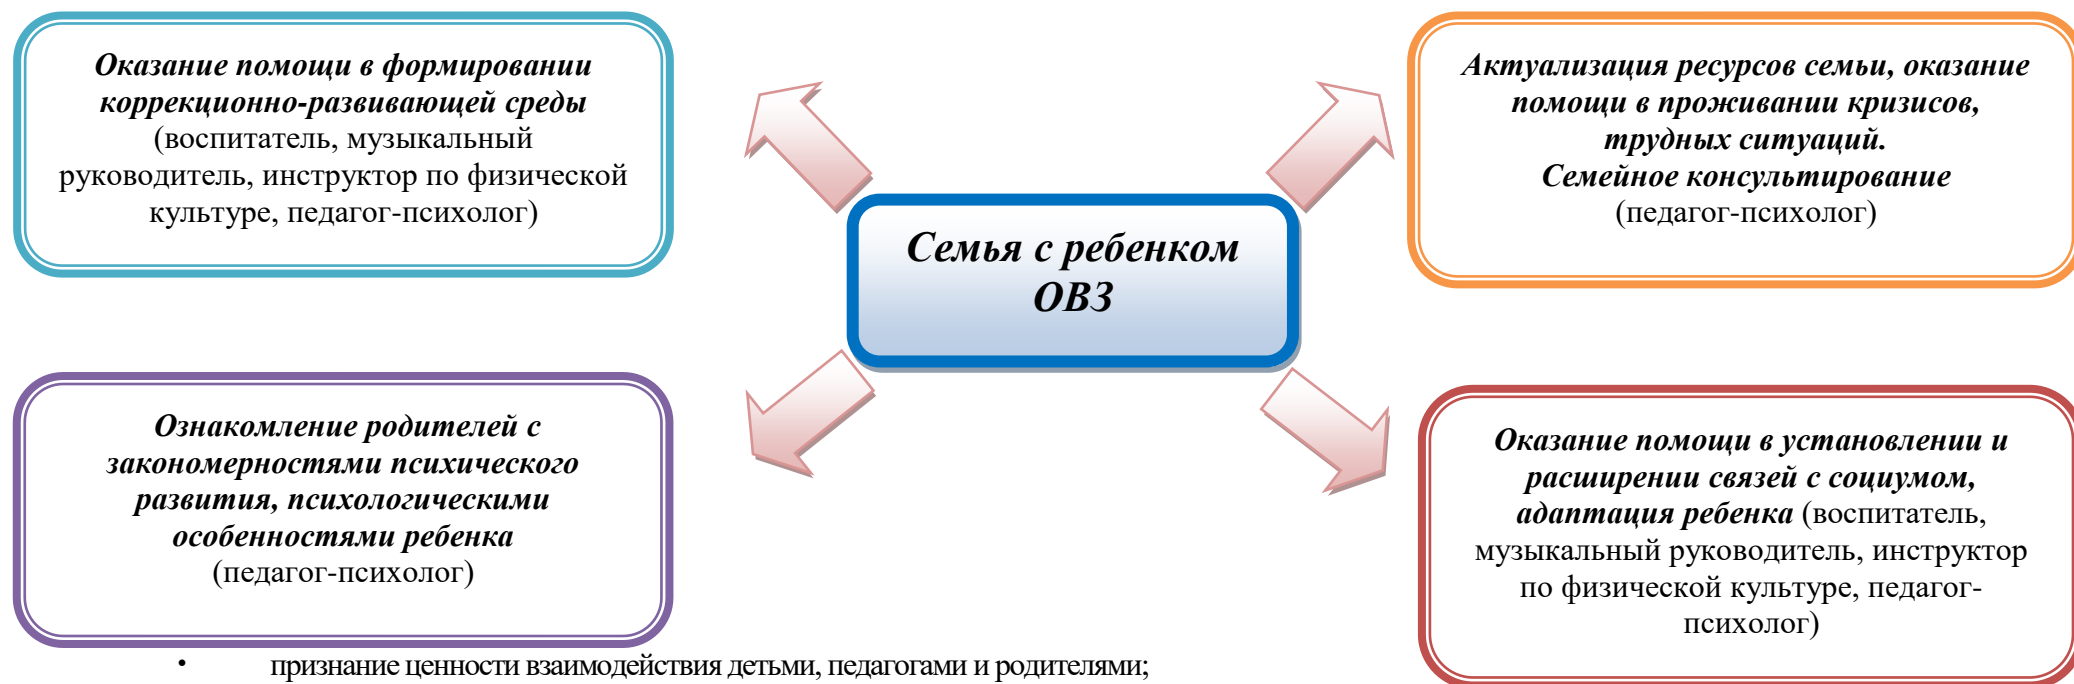 Оказание помощи в формировании
коррекционно-развивающей среды
(воспитатель, музыкальный
руководитель, инструктор по физической
культуре, педагог-психолог)
Актуализация ресурсов семьи, оказание
помощи в проживании кризисов,
трудных ситуаций.
Семейное консультирование
(педагог-психолог)
Семья с ребенком
ОВЗ
Ознакомление родителей с
закономерностями психического
развития, психологическими
особенностями ребенка
(педагог-психолог)
Оказание помощи в установлении и
расширении связей с социумом,
адаптация ребенка (воспитатель,
музыкальный руководитель, инструктор
по физической культуре, педагог-
психолог)
• признание ценности взаимодействия детьми, педагогами и родителями;